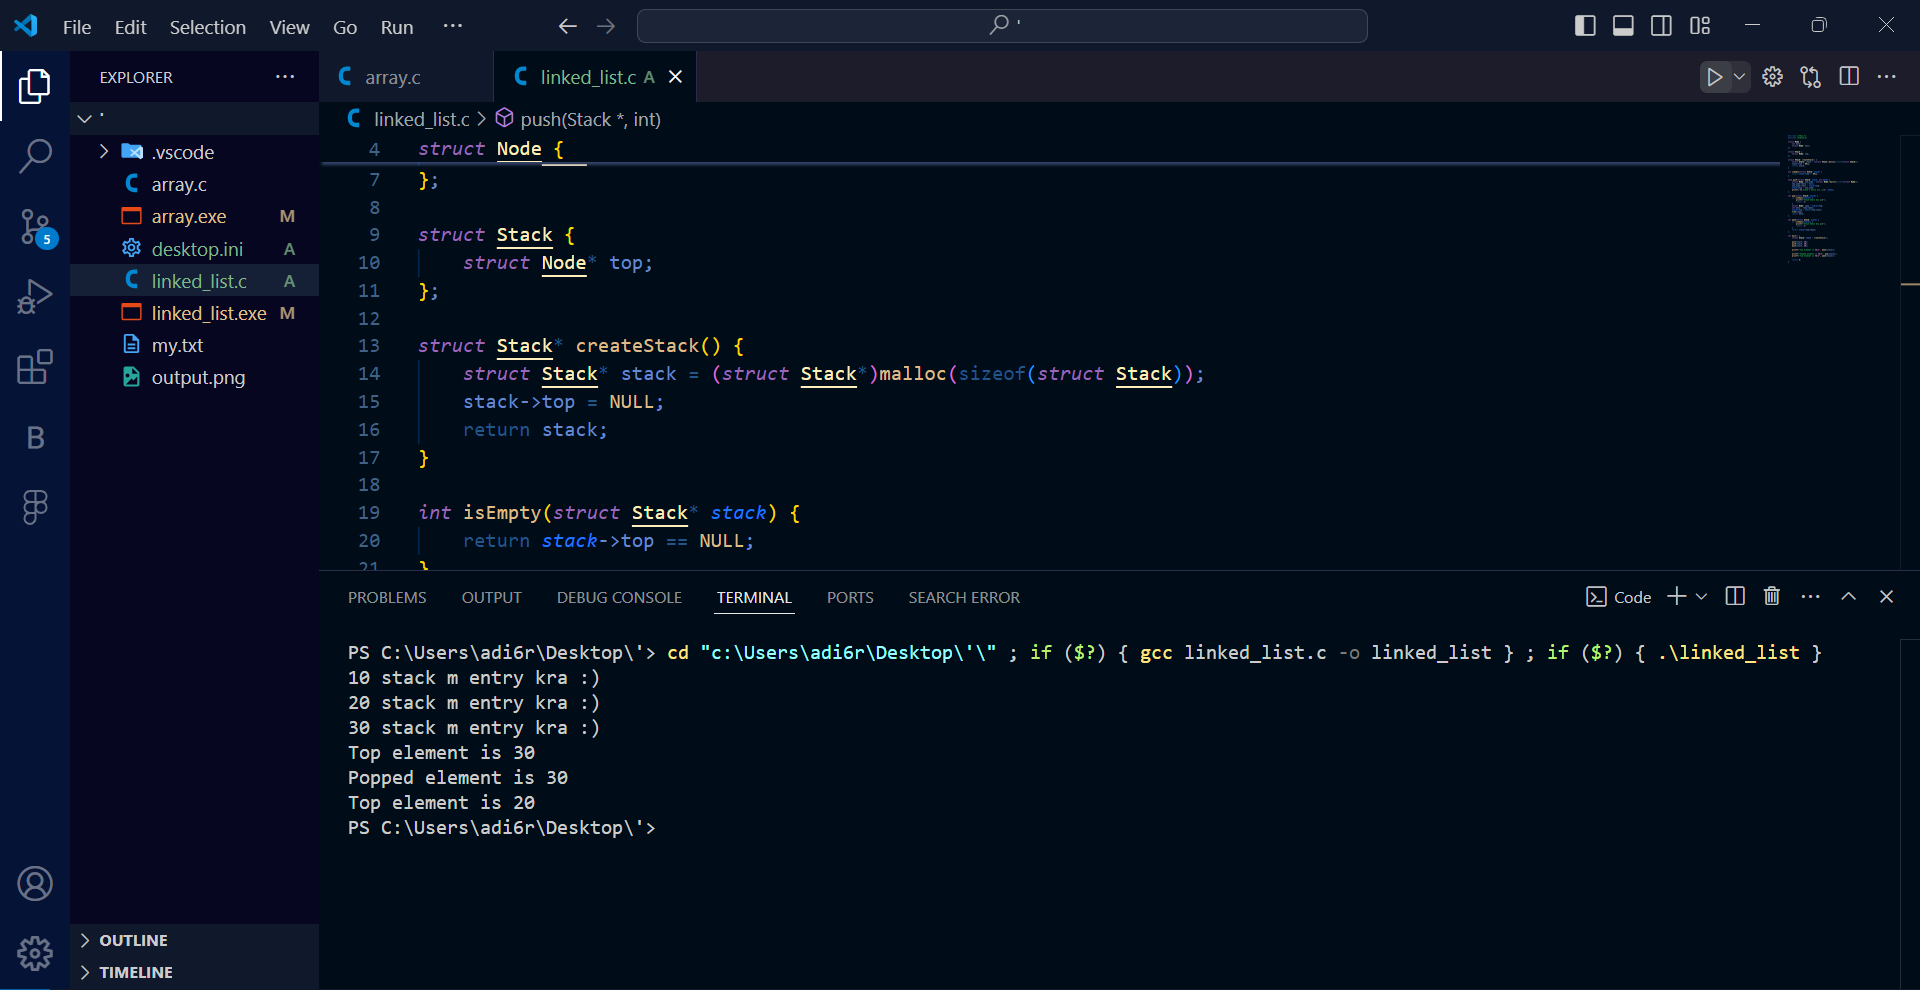 File Edit Selection View Go Run ··· '
EXPLORER ···
'
.vscode
array.c
array.exe M
desktop.ini A
linked_list.c A
linked_list.exe M
my.txt
output.png
5
B
OUTLINE
TIMELINE
array.c linked_list.c A
linked_list.c > push(Stack *, int)
4 struct Node {
7 };
8
9 struct Stack {
10 struct Node* top;
11 };
12
13 struct Stack* createStack() {
14 struct Stack* stack = (struct Stack*)malloc(sizeof(struct Stack));
15 stack->top = NULL;
16 return stack;
17 }
18
19 int isEmpty(struct Stack* stack) {
20 return stack->top == NULL;
21 }
PROBLEMS OUTPUT DEBUG CONSOLE TERMINAL PORTS SEARCH ERROR Code
PS C:\Users\adi6r\Desktop\'> cd "c:\Users\adi6r\Desktop\'\" ; if ($?) { gcc linked_list.c -o linked_list } ; if ($?) { .\linked_list }
10 stack m entry kra :)
20 stack m entry kra :)
30 stack m entry kra :)
Top element is 30
Popped element is 30
Top element is 20
PS C:\Users\adi6r\Desktop\'>